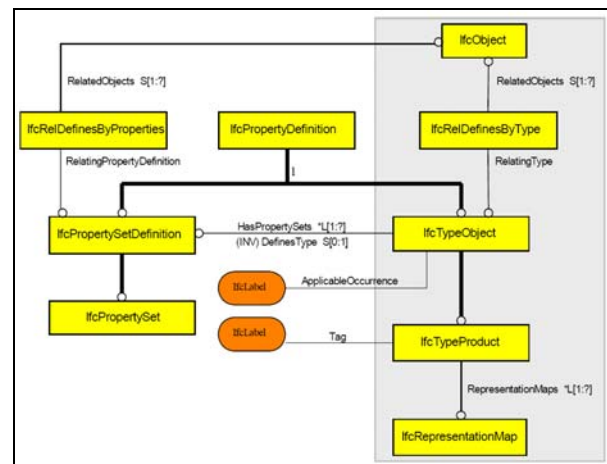 IfcObject
RelatedObjects S[1:?]
RelatedObjects S[1:?]
IfcRelDefinesByProperties
IfcPropertyDefinition
IfcRelDefinesByType
RelatingPropertyDefinition
RelatingType
1
IfcPropertySetDefinition
HasPropertySets *L[1:?]
(INV) DefinesType S[0:1]
IfcTypeObject
IfcLabel
ApplicableOccurrence
IfcPropertySet
IfcLabel
Tag
IfcTypeProduct
RepresentationMaps *L[1:?]
IfcRepresentationMap